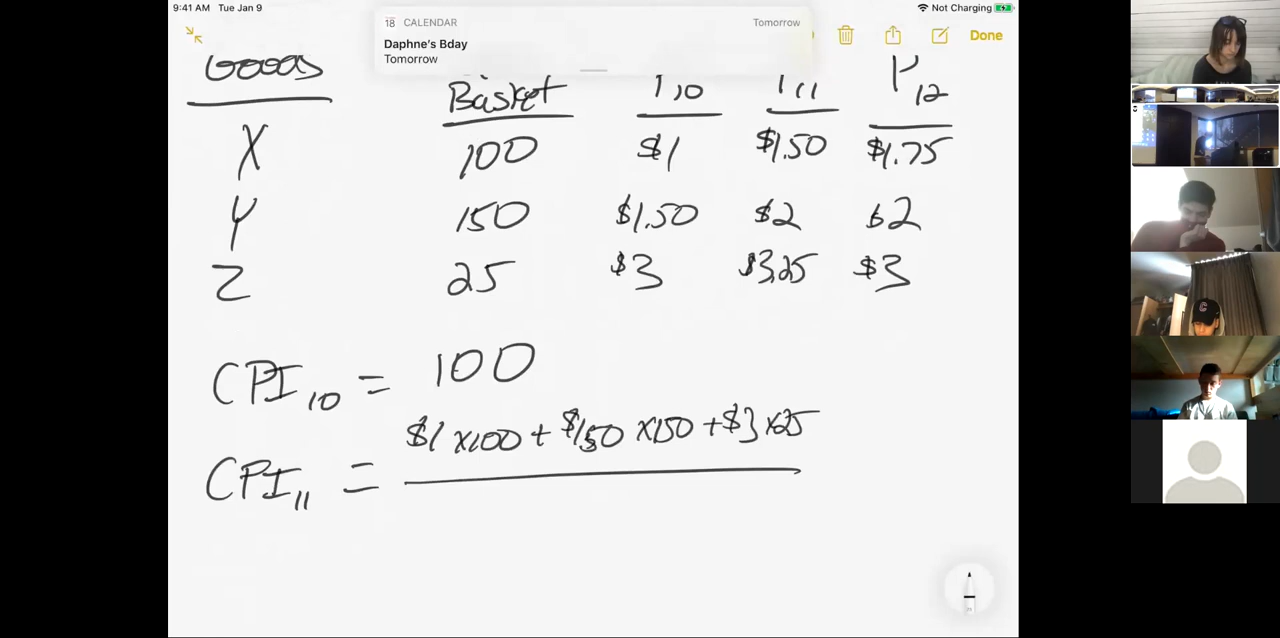 9:41 AM Tue Jan 9
Not Charging
18 CALENDAR Tomorrow
Daphne's Bday
Tomorrow
Done
Goods Basket P10 P11 P12
X 100 $1 $1.50 $1.75
Y 150 $1.50 $2 $2
Z 25 $3 $3.25 $3
CPI10 = 100
$1 x100 + $1.50 x150 + $3 x25
CPI11 =
C